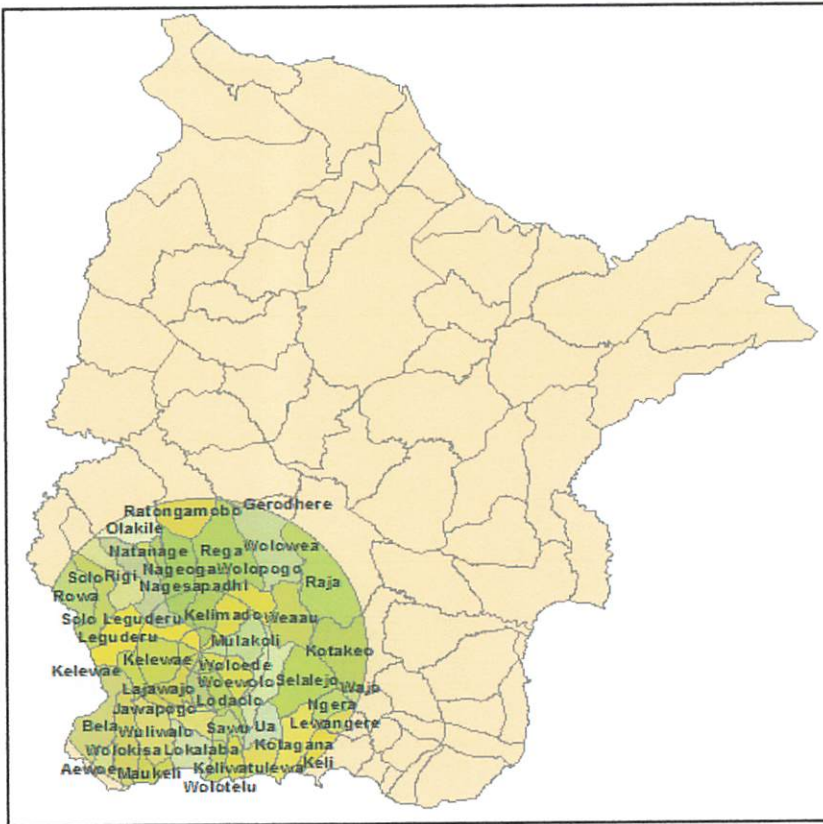 Ratongamobo Gerodhere
Olakile
Natanage Rega Wolowea
Solo Rigi Nageoga Wolopogo
Nagesapadhi Raja
Rowa
Solo Leguderu Kelimado Weaau
Leguderu Mulakoli
Kotakeo
Kelewae Kelewae Woloede
Woewolo Selalejo Wajo
Lajawajo
Lodaolo Ngera
Jawapogo
Bela Wuliwalo Sawu Ua Lewangere
Wolokisa Lokalaba Kotagana
Aewoe Maukeli Keliwatulewa Keli
Wolotelu